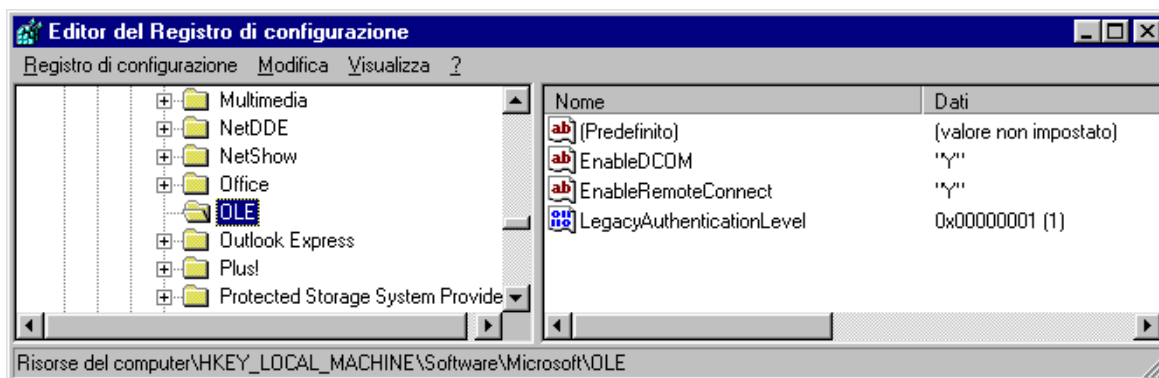 Editor del Registro di configurazione
Registro di configurazione Modifica Visualizza ?
Multimedia
NetDDE
NetShow
Office
OLE
Outlook Express
Plus!
Protected Storage System Provide
Nome Dati
(Predefinito) (valore non impostato)
EnableDCOM "Y"
EnableRemoteConnect "Y"
LegacyAuthenticationLevel 0x00000001 (1)
Risorse del computer\HKEY_LOCAL_MACHINE\Software\Microsoft\OLE